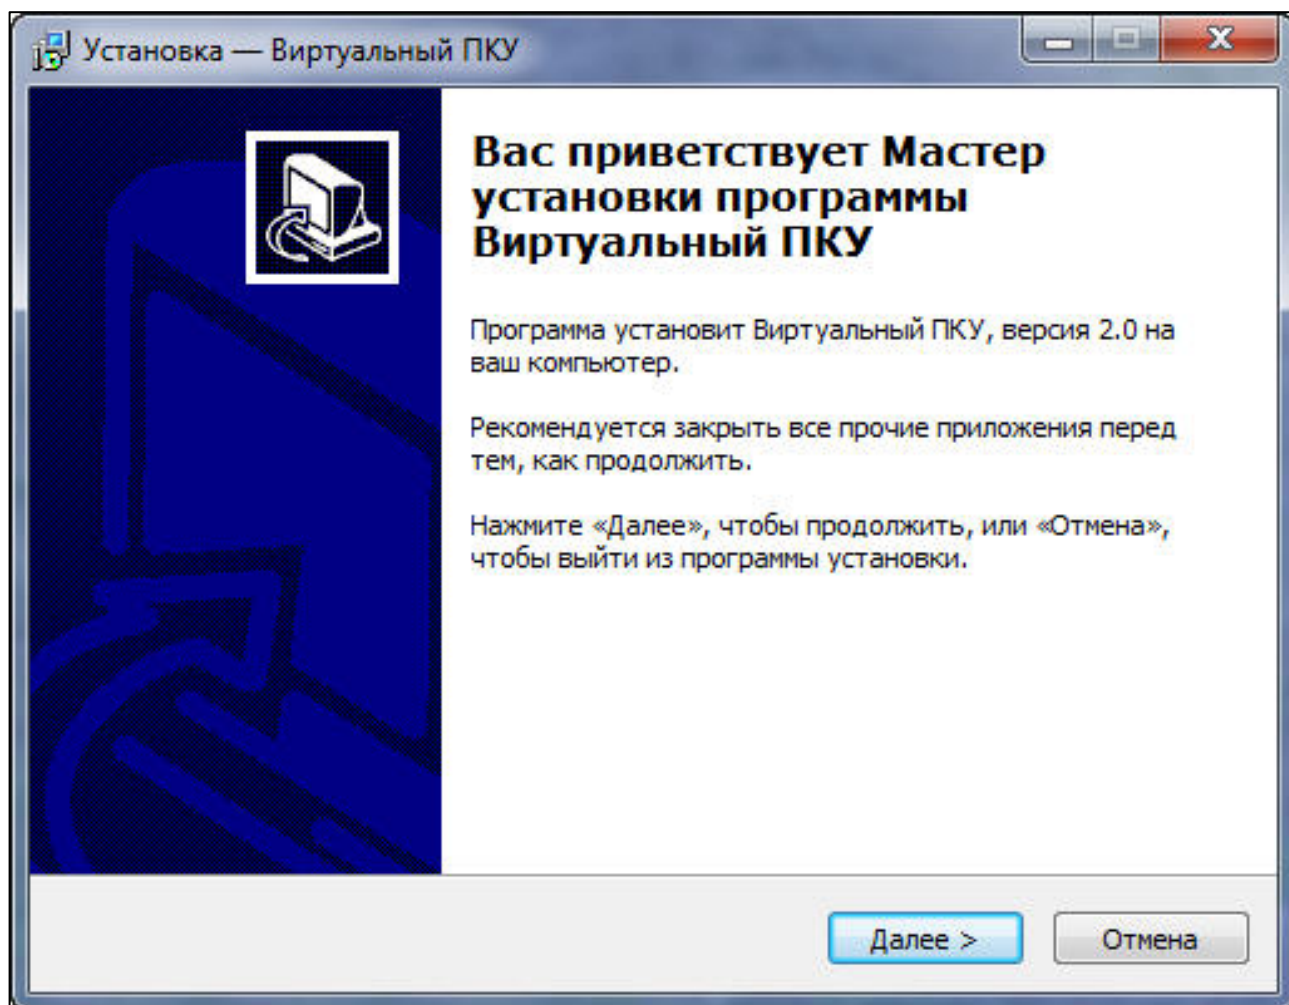 Установка — Виртуальный ПКУ
Вас приветствует Мастер
установки программы
Виртуальный ПКУ
Программа установит Виртуальный ПКУ, версия 2.0 на
ваш компьютер.
Рекомендуется закрыть все прочие приложения перед
тем, как продолжить.
Нажмите «Далее», чтобы продолжить, или «Отмена»,
чтобы выйти из программы установки.
Далее >
Отмена